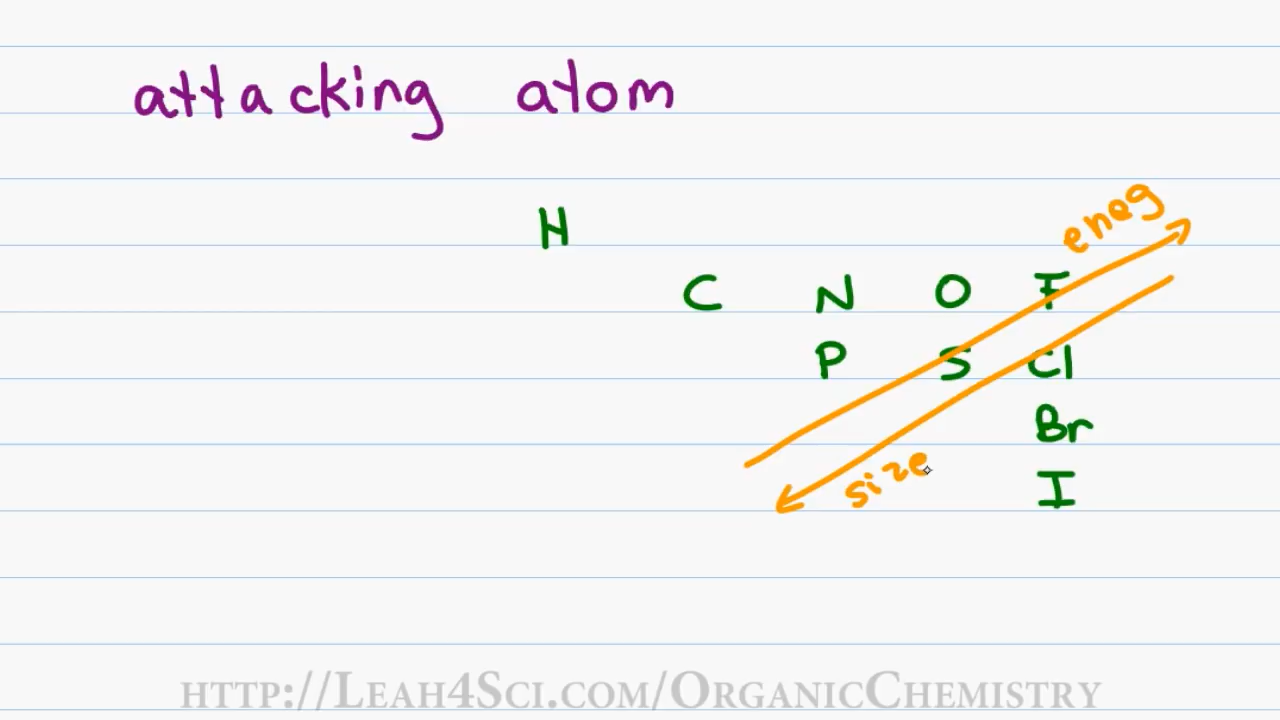 attacking atom
eneg
H
C N O F
P S Cl
Br
size
I
http://Leah4Sci.com/OrganicChemistry